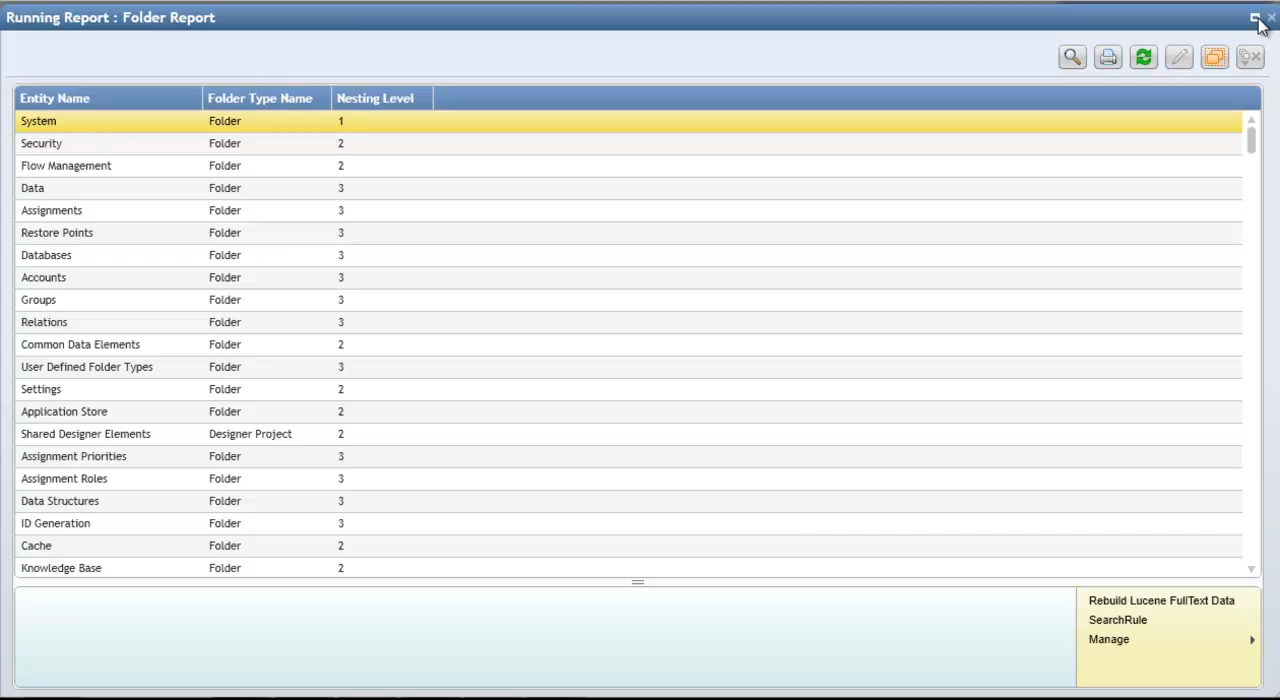 Running Report : Folder Report
Entity Name Folder Type Name Nesting Level
System Folder 1
Security Folder 2
Flow Management Folder 2
Data Folder 3
Assignments Folder 3
Restore Points Folder 3
Databases Folder 3
Accounts Folder 3
Groups Folder 3
Relations Folder 3
Common Data Elements Folder 2
User Defined Folder Types Folder 3
Settings Folder 2
Application Store Folder 2
Shared Designer Elements Designer Project 2
Assignment Priorities Folder 3
Assignment Roles Folder 3
Data Structures Folder 3
ID Generation Folder 3
Cache Folder 2
Knowledge Base Folder 2
Rebuild Lucene FullText Data
SearchRule
Manage